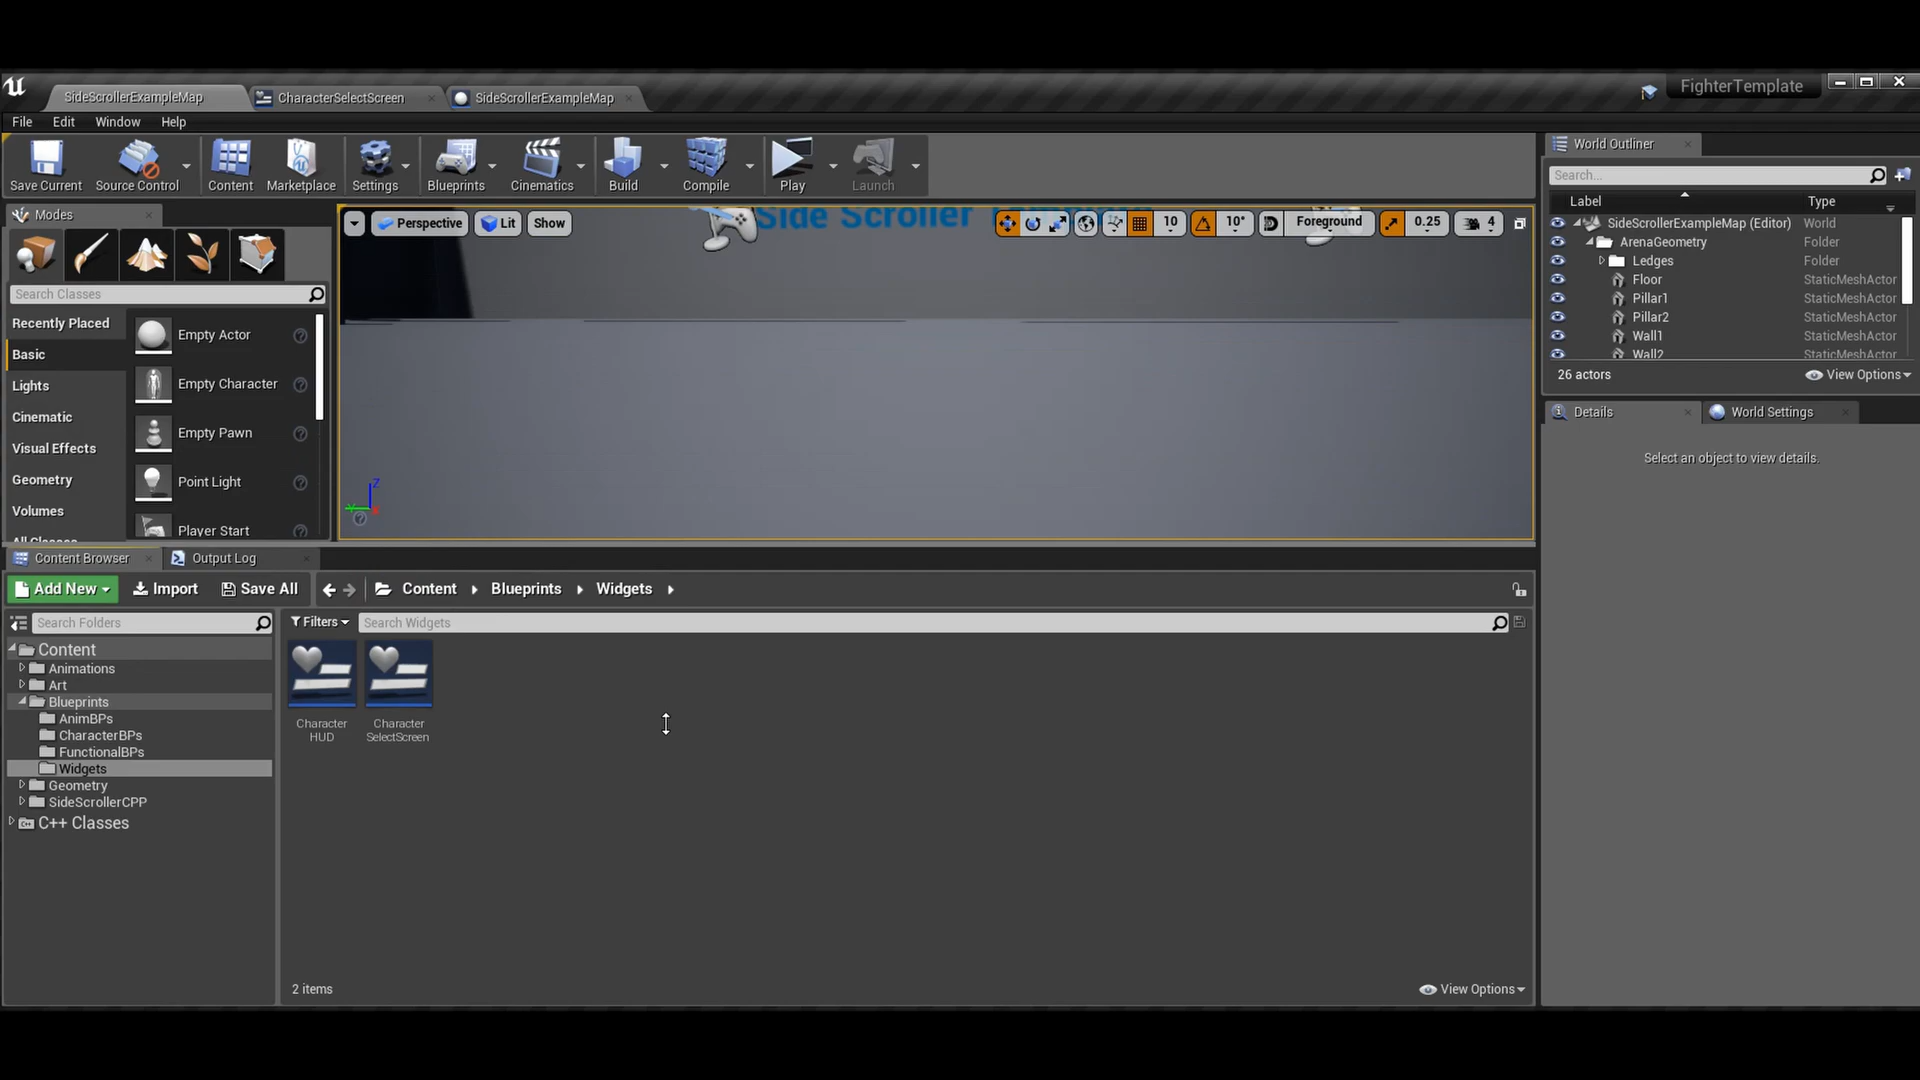 SideScrollerExampleMap
CharacterSelectScreen
SideScrollerExampleMap
FighterTemplate
File Edit Window Help
Save Current
Source Control
Content
Marketplace
Settings
Blueprints
Cinematics
Build
Compile
Play
Launch
Modes
Search Classes
Recently Placed
Basic
Lights
Cinematic
Visual Effects
Geometry
Volumes
All Classes
Empty Actor
Empty Character
Empty Pawn
Point Light
Player Start
Perspective
Lit
Show
Side Scroller
10
10°
Foreground
0.25
4
Z
World Outliner
Search...
Label Type
SideScrollerExampleMap (Editor) World
ArenaGeometry Folder
Ledges Folder
Floor StaticMeshActor
Pillar1 StaticMeshActor
Pillar2 StaticMeshActor
Wall1 StaticMeshActor
Wall2 StaticMeshActor
26 actors
View Options
Details
World Settings
Select an object to view details.
Content Browser
Output Log
Add New
Import
Save All
Content
Blueprints
Widgets
Search Folders
Content
Animations
Art
Blueprints
AnimBPs
CharacterBPs
FunctionalBPs
Widgets
Geometry
SideScrollerCPP
C++ Classes
Filters
Search Widgets
Character
HUD
Character
SelectScreen
2 items
View Options